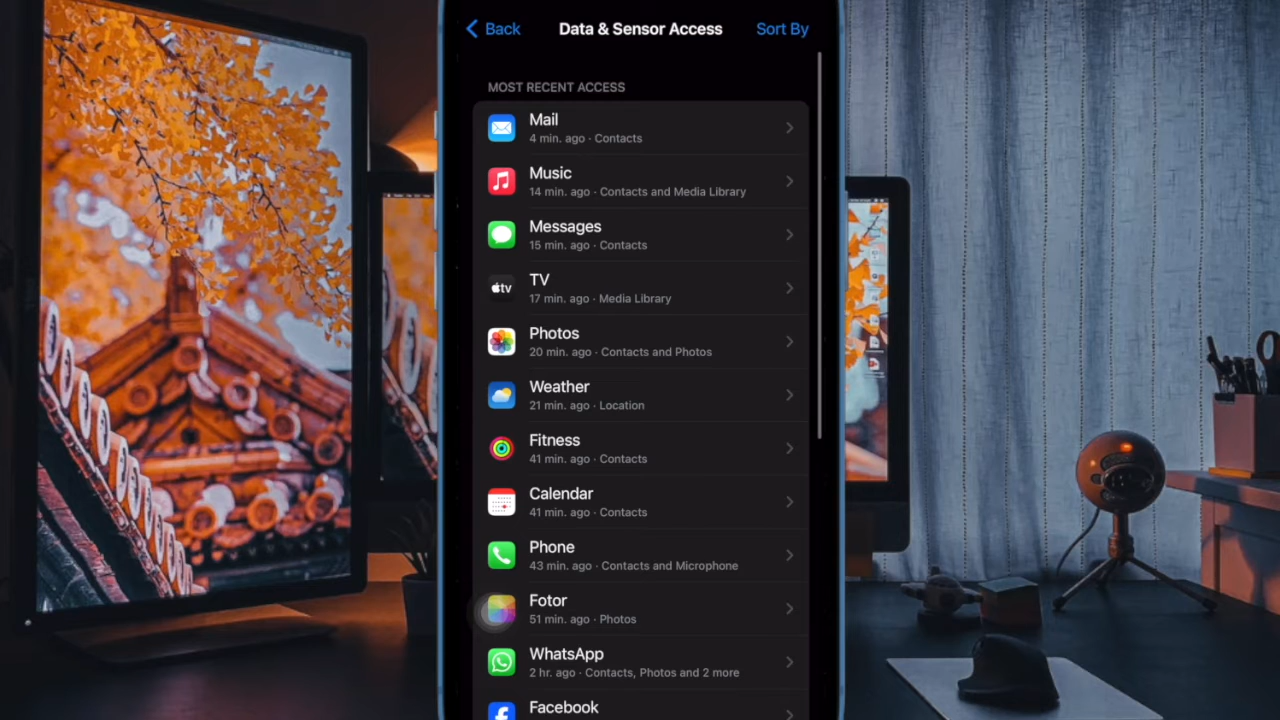 Back
Data & Sensor Access
Sort By
MOST RECENT ACCESS
Mail
4 min. ago · Contacts
Music
14 min. ago · Contacts and Media Library
Messages
15 min. ago · Contacts
tv
TV
17 min. ago · Media Library
Photos
20 min. ago · Contacts and Photos
Weather
21 min. ago · Location
Fitness
41 min. ago · Contacts
Calendar
41 min. ago · Contacts
Phone
43 min. ago · Contacts and Microphone
Fotor
51 min. ago · Photos
WhatsApp
2 hr. ago · Contacts, Photos and 2 more
Facebook